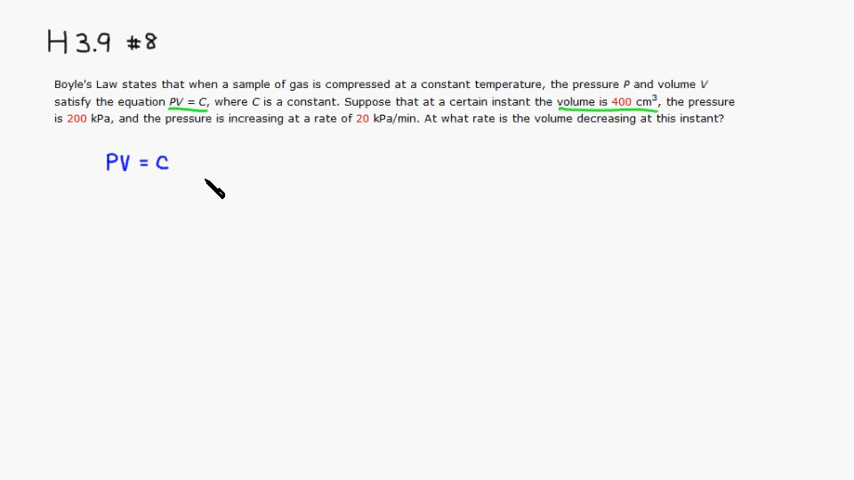 H 3.9 #8
Boyle's Law states that when a sample of gas is compressed at a constant temperature, the pressure P and volume V
satisfy the equation PV = C, where C is a constant. Suppose that at a certain instant the volume is 400 cm³, the pressure
is 200 kPa, and the pressure is increasing at a rate of 20 kPa/min. At what rate is the volume decreasing at this instant?
PV = C